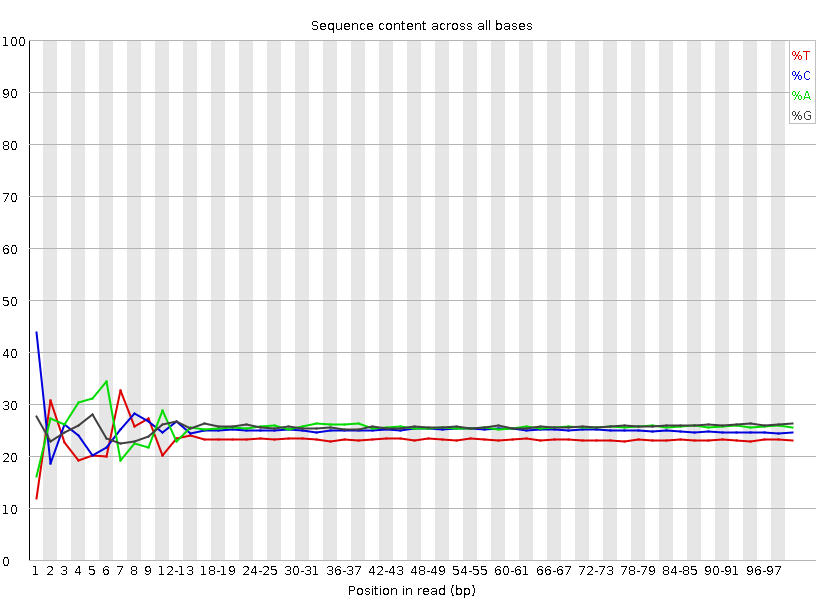 Sequence content across all bases
100
90
80
70
60
50
40
30
20
10
0
%T
%C
%A
%G
1 2 3 4 5 6 7 8 9 12-13 18-19 24-25 30-31 36-37 42-43 48-49 54-55 60-61 66-67 72-73 78-79 84-85 90-91 96-97
Position in read (bp)